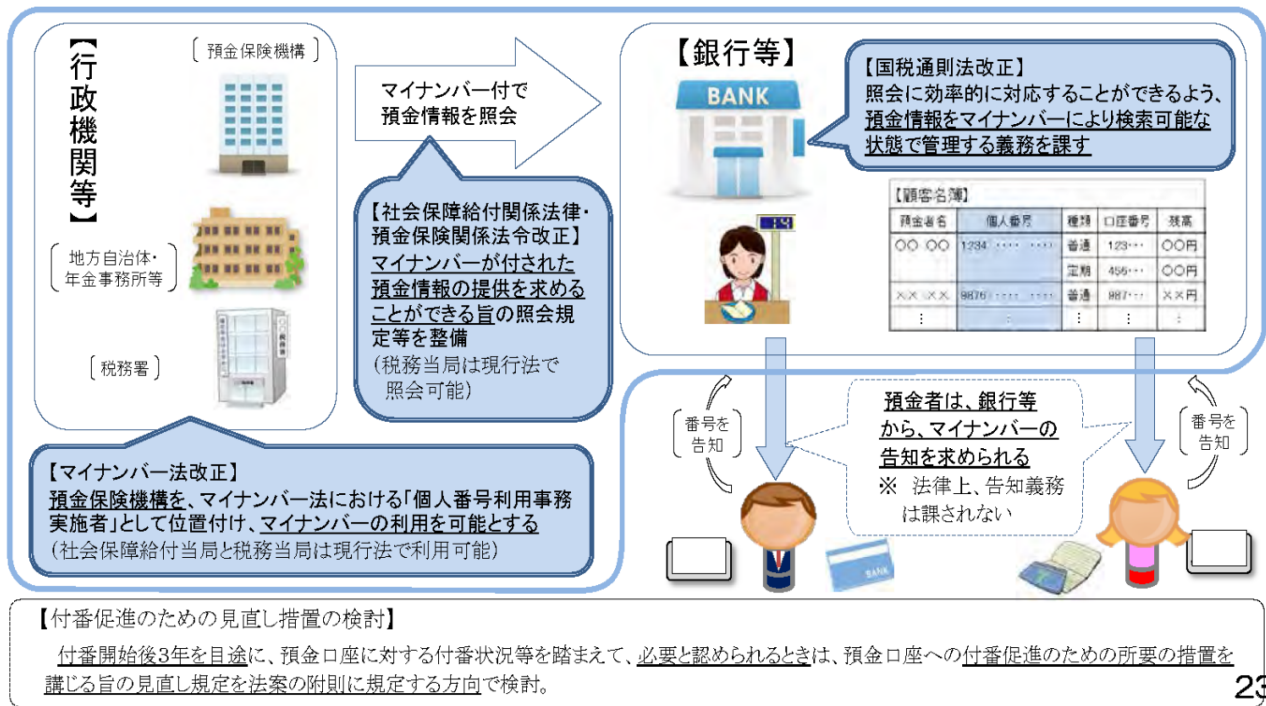 【行政機関等】
預金保険機構
地方自治体・
年金事務所等
税務署
マイナンバー付で
預金情報を照会
【社会保障給付関係法律・
預金保険関係法令改正】
マイナンバーが付された
預金情報の提供を求める
ことができる旨の照会規
定等を整備
(税務当局は現行法で
照会可能)
【マイナンバー法改正】
預金保険機構を、マイナンバー法における「個人番号利用事務
実施者」として位置付け、マイナンバーの利用を可能とする
(社会保障給付当局と税務当局は現行法で利用可能)
【銀行等】
BANK
【国税通則法改正】
照会に効率的に対応することができるよう、
預金情報をマイナンバーにより検索可能な
状態で管理する義務を課す
【顧客名簿】
預金者名 個人番号 種類 口座番号 残高
〇〇 〇〇 1234 ‥‥ ‥‥ 普通 123… 〇〇円
定期 456… 〇〇円
×× ×× 9876 ‥‥ ‥‥ 普通 987… ××円
⋮ ⋮ ⋮ ⋮ ⋮
番号を
告知
預金者は、銀行等
から、マイナンバーの
告知を求められる
※ 法律上、告知義務
は課されない
番号を
告知
BANK
【付番促進のための見直し措置の検討】
付番開始後3年を目途に、預金口座に対する付番状況等を踏まえて、必要と認められるときは、預金口座への付番促進のための所要の措置を
講じる旨の見直し規定を法案の附則に規定する方向で検討。
23